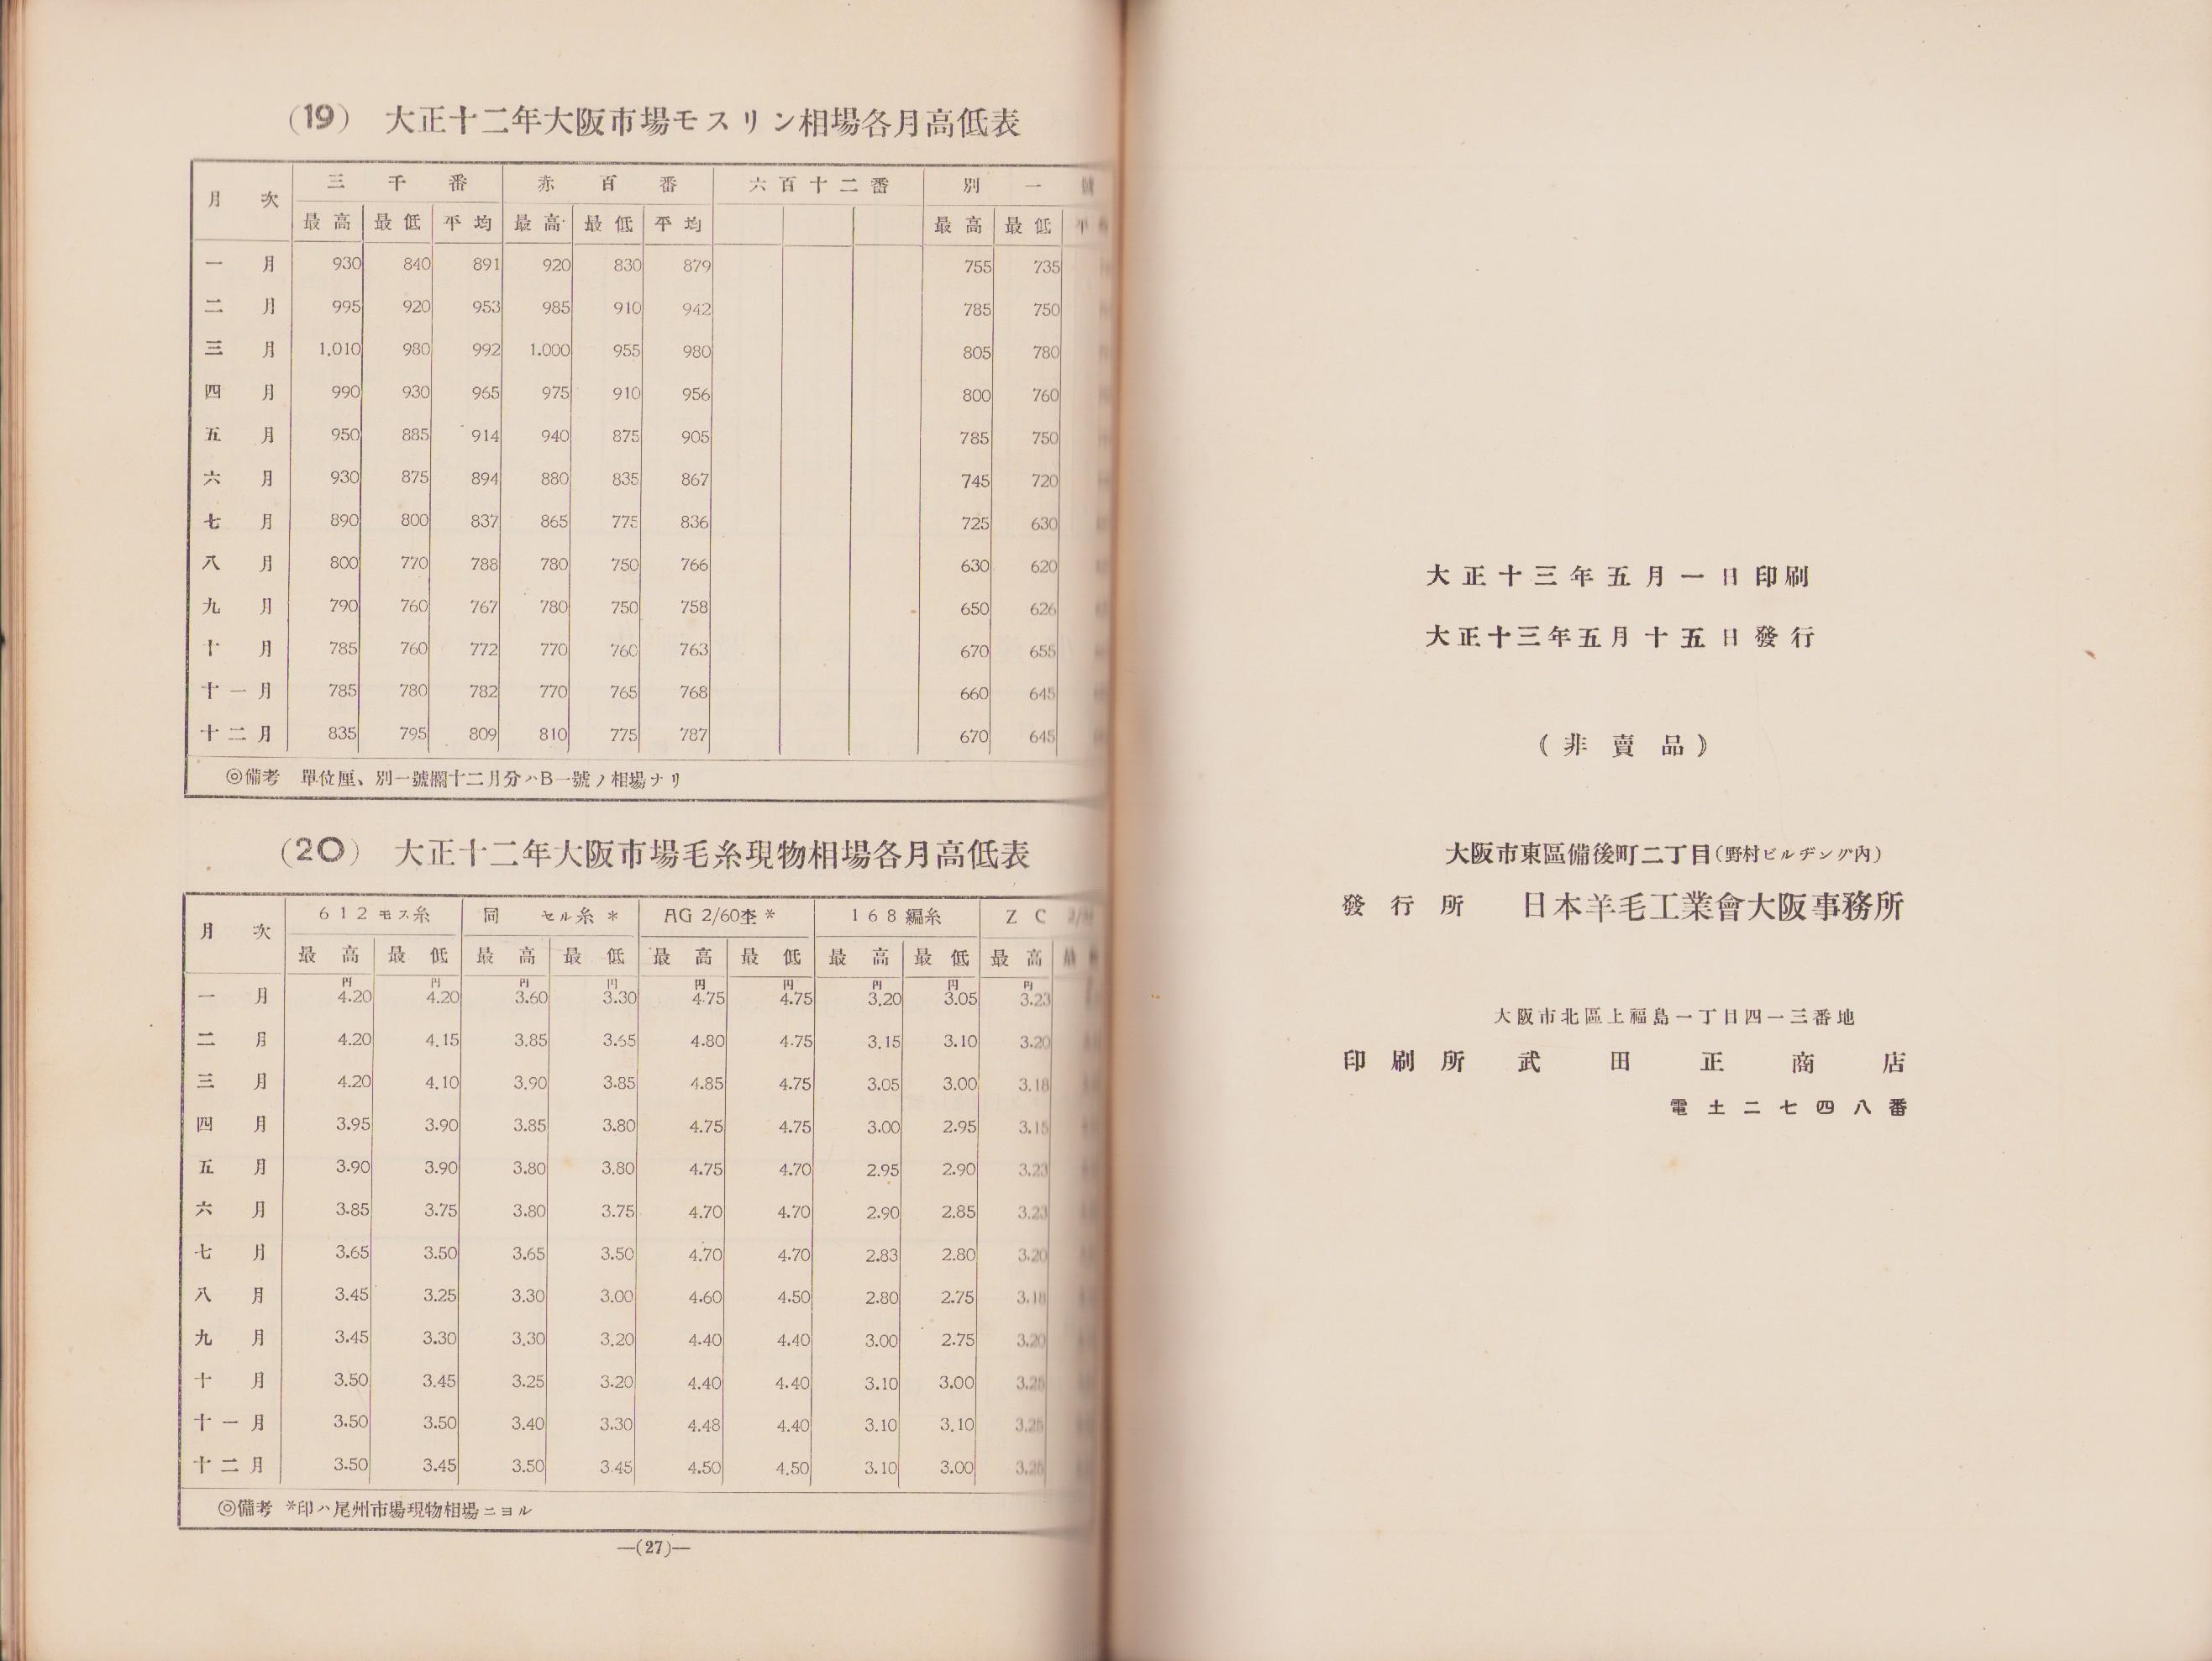 (19) 大正十二年大阪市場モスリン相場各月高低表
月次 三千番 赤百番 六百十二番 別一
最高 最低 平均 最高 最低 平均 最高 最低
一月 930 840 891 920 830 879 755 735
二月 995 920 953 985 910 942 785 750
三月 1.010 980 992 1.000 955 980 805 780
四月 990 930 965 975 910 956 800 760
五月 950 885 914 940 875 905 785 750
六月 930 875 894 880 835 867 745 720
七月 890 800 837 865 775 836 725 630
八月 800 770 788 780 750 766 630 620
九月 790 760 767 780 750 758 650 626
十月 785 760 772 770 760 763 670 655
十一月 785 780 782 770 765 768 660 645
十二月 835 795 809 810 775 787 670 645
◎備考 單位厘、別一號欄十二月分ハB一號ノ相場ナリ
(20) 大正十二年大阪市場毛糸現物相場各月高低表
月次 612モス糸 同 セル糸* AG 2/60杢* 168編糸 ZC
最高 最低 最高 最低 最高 最低 最高 最低 最高
円 円 円 円 円 円 円 円 円
一月 4.20 4.20 3.60 3.30 4.75 4.75 3.20 3.05 3.23
二月 4.20 4.15 3.85 3.65 4.80 4.75 3.15 3.10 3.20
三月 4.20 4.10 3.90 3.85 4.85 4.75 3.05 3.00 3.18
四月 3.95 3.90 3.85 3.80 4.75 4.75 3.00 2.95 3.15
五月 3.90 3.90 3.80 3.80 4.75 4.70 2.95 2.90 3.23
六月 3.85 3.75 3.80 3.75 4.70 4.70 2.90 2.85 3.23
七月 3.65 3.50 3.65 3.50 4.70 4.70 2.83 2.80 3.20
八月 3.45 3.25 3.30 3.00 4.60 4.50 2.80 2.75 3.18
九月 3.45 3.30 3.30 3.20 4.40 4.40 3.00 2.75 3.20
十月 3.50 3.45 3.25 3.20 4.40 4.40 3.10 3.00
十一月 3.50 3.50 3.40 3.30 4.48 4.40 3.10 3.10
十二月 3.50 3.45 3.50 3.45 4.50 4.50 3.10 3.00
◎備考 *印ハ尾州市場現物相場ニヨル
—(27)—
大正十三年五月一日印刷
大正十三年五月十五日發行
(非賣品)
大阪市東區備後町二丁目(野村ビルヂング内)
發行所 日本羊毛工業會大阪事務所
大阪市北區上福島一丁目四一三番地
印刷所 武田正商店
電土二七四八番